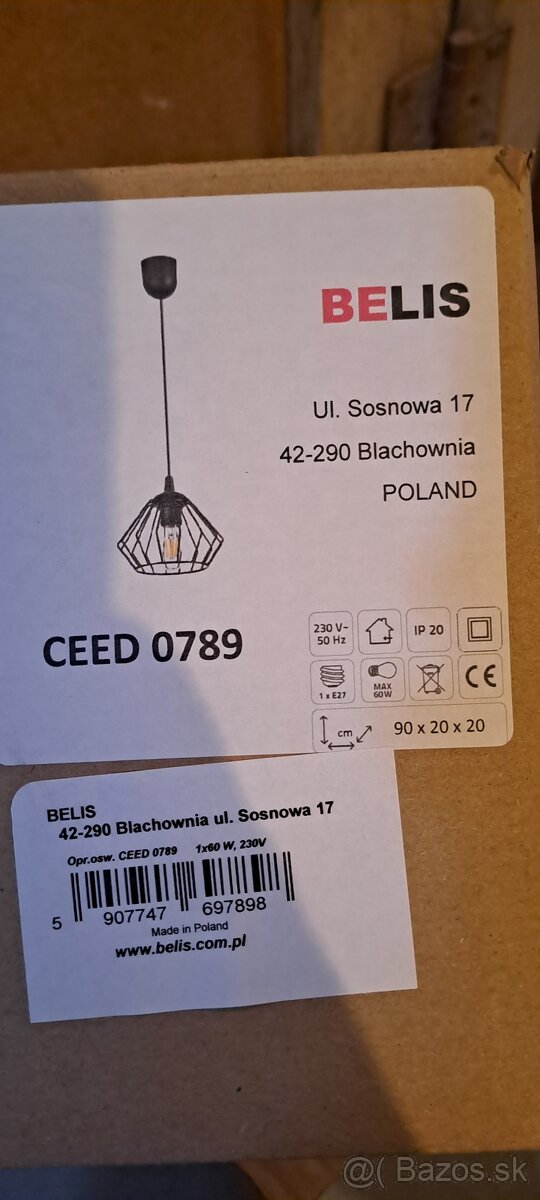 BELIS
Ul. Sosnowa 17
42-290 Blachownia
POLAND
CEED 0789
230 V~
50 Hz
IP 20
1 x E27
MAX
60W
CE
cm
90 x 20 x 20
BELIS
42-290 Blachownia ul. Sosnowa 17
Opr.osw. CEED 0789 1x60 W, 230V
5 907747 697898
Made in Poland
www.belis.com.pl
@( Bazos.sk